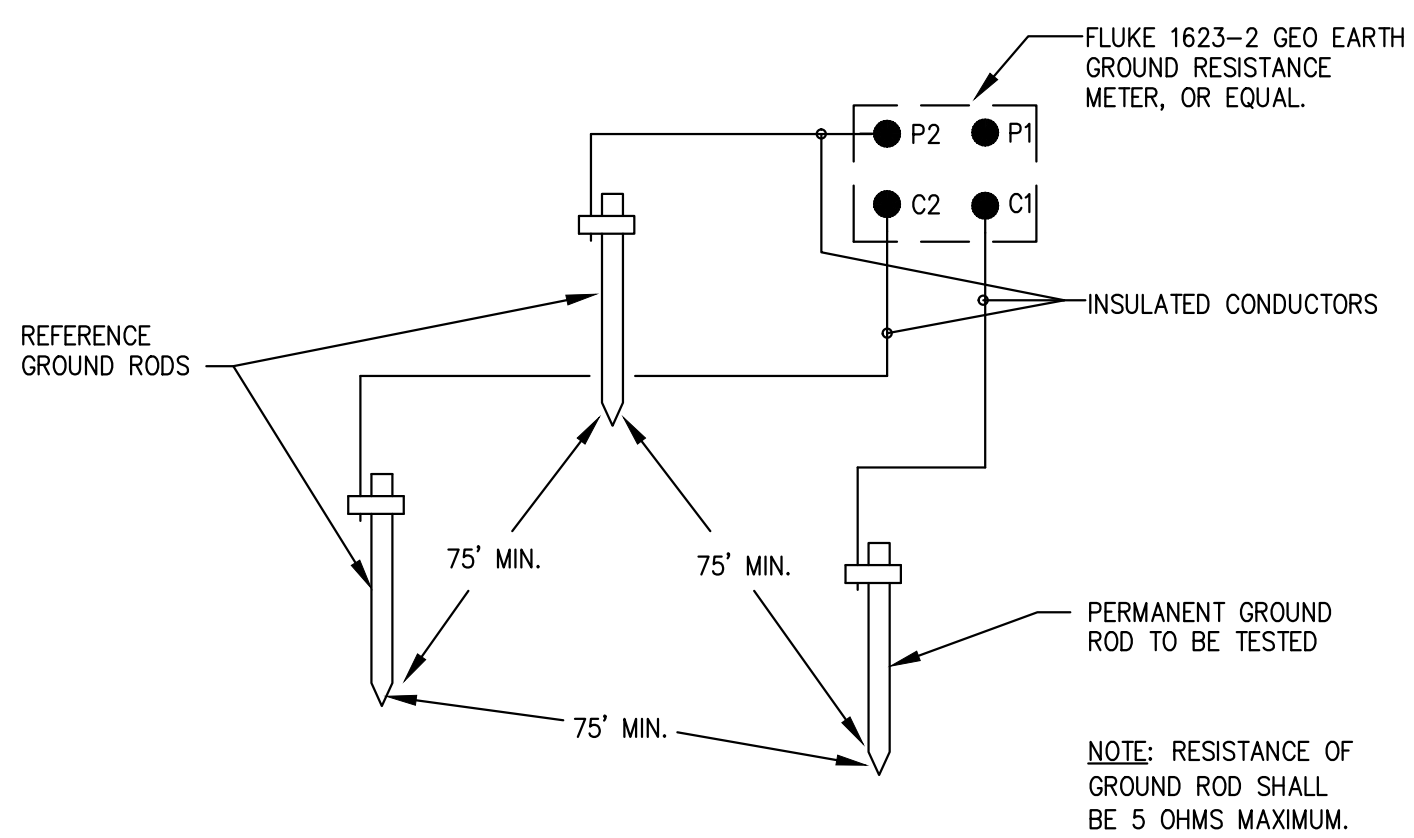 FLUKE 1623-2 GEO EARTH
GROUND RESISTANCE
METER, OR EQUAL.
P2
P1
C2
C1
INSULATED CONDUCTORS
REFERENCE
GROUND RODS
75' MIN.
75' MIN.
75' MIN.
PERMANENT GROUND
ROD TO BE TESTED
NOTE: RESISTANCE OF
GROUND ROD SHALL
BE 5 OHMS MAXIMUM.